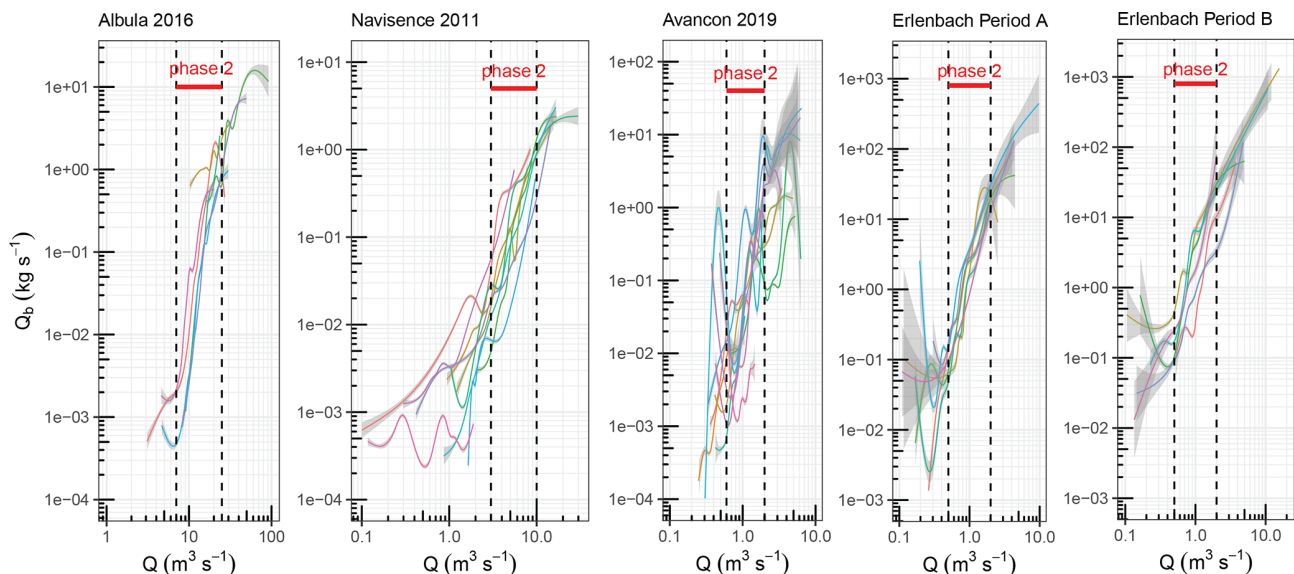 Albula 2016
Navisence 2011
Avancon 2019
Erlenbach Period A
Erlenbach Period B
Q_b (kg s⁻¹)
phase 2
1e+01
1e+00
1e−01
1e−02
1e−03
1e−04
1
10
100
Q (m³ s⁻¹)
phase 2
1e+01
1e+00
1e−01
1e−02
1e−03
1e−04
0.1
1.0
10.0
Q (m³ s⁻¹)
phase 2
1e+02
1e+01
1e+00
1e−01
1e−02
1e−03
1e−04
0.1
1.0
10.0
Q (m³ s⁻¹)
phase 2
1e+03
1e+02
1e+01
1e+00
1e−01
1e−02
1e−03
0.1
1.0
10.0
Q (m³ s⁻¹)
phase 2
1e+03
1e+02
1e+01
1e+00
1e−01
1e−02
1e−03
0.1
1.0
10.0
Q (m³ s⁻¹)